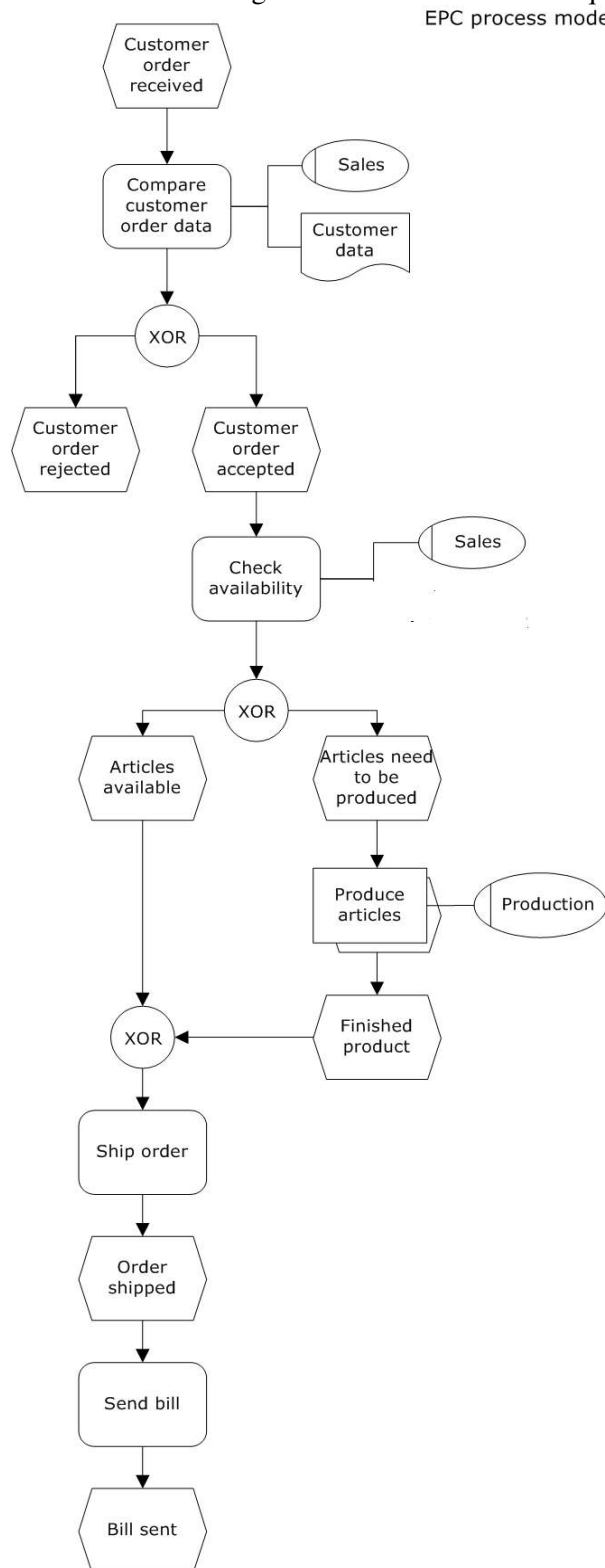 EPC process mode
Customer
order
received
Compare
customer
order data
Sales
Customer
data
XOR
Customer
order
rejected
Customer
order
accepted
Check
availability
Sales
XOR
Articles
available
Articles need
to be
produced
Produce
articles
Production
XOR
Finished
product
Ship order
Order
shipped
Send bill
Bill sent